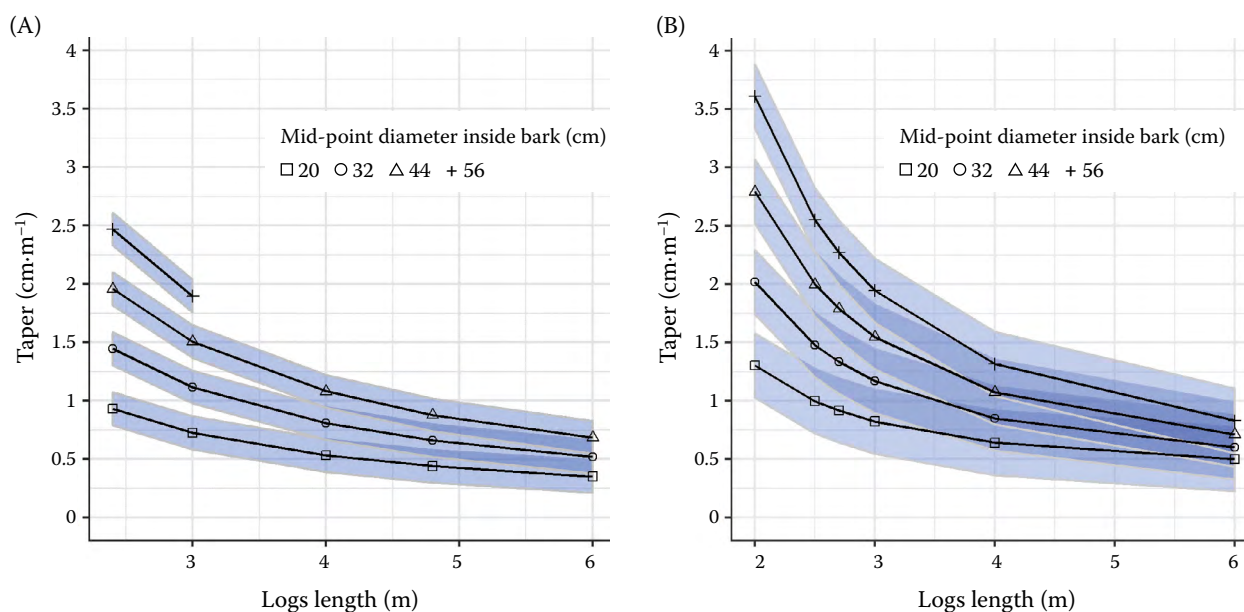 (A)
4
3.5
3
2.5
2
1.5
1
0.5
0
Taper (cm·m⁻¹)
Mid-point diameter inside bark (cm)
20 32 44 + 56
3 4 5 6
Logs length (m)
(B)
4
3.5
3
2.5
2
1.5
1
0.5
0
Taper (cm·m⁻¹)
Mid-point diameter inside bark (cm)
20 32 44 + 56
2 3 4 5 6
Logs length (m)